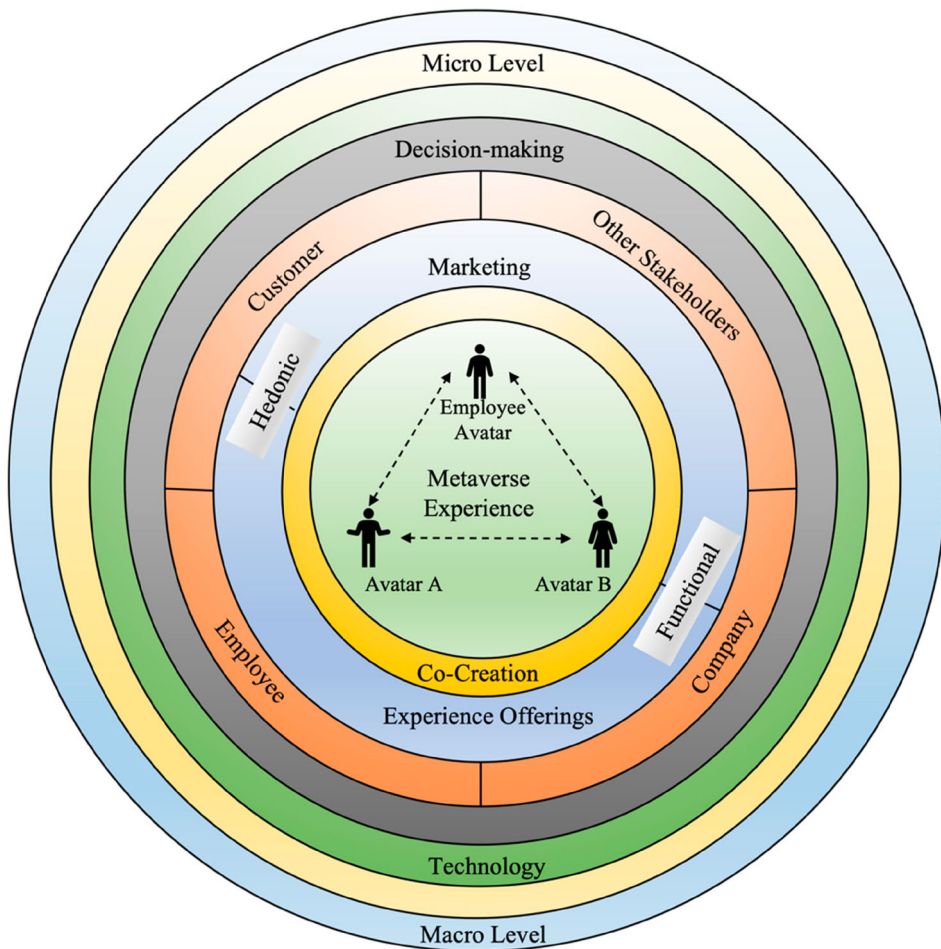 Micro Level
Decision-making
Customer
Other Stakeholders
Marketing
Hedonic
Employee
Avatar
Metaverse
Experience
Avatar A
Avatar B
Functional
Employee
Company
Co-Creation
Experience Offerings
Technology
Macro Level